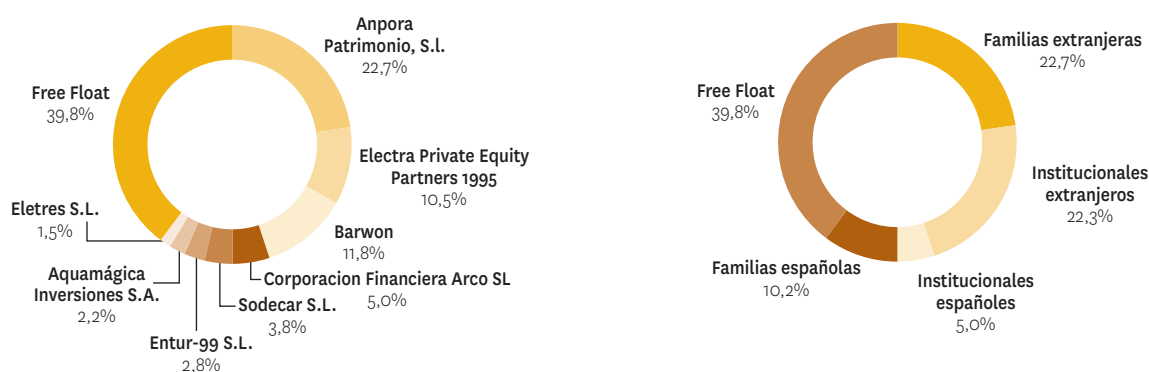 Anpora
Patrimonio, S.l.
22,7%
Free Float
39,8%
Electra Private Equity
Partners 1995
10,5%
Eletres S.L.
1,5%
Barwon
11,8%
Aquamágica
Inversiones S.A.
2,2%
Corporacion Financiera Arco SL
5,0%
Sodecar S.L.
3,8%
Entur-99 S.L.
2,8%
Familias extranjeras
22,7%
Free Float
39,8%
Institucionales
extranjeros
22,3%
Familias españolas
10,2%
Institucionales
españoles
5,0%